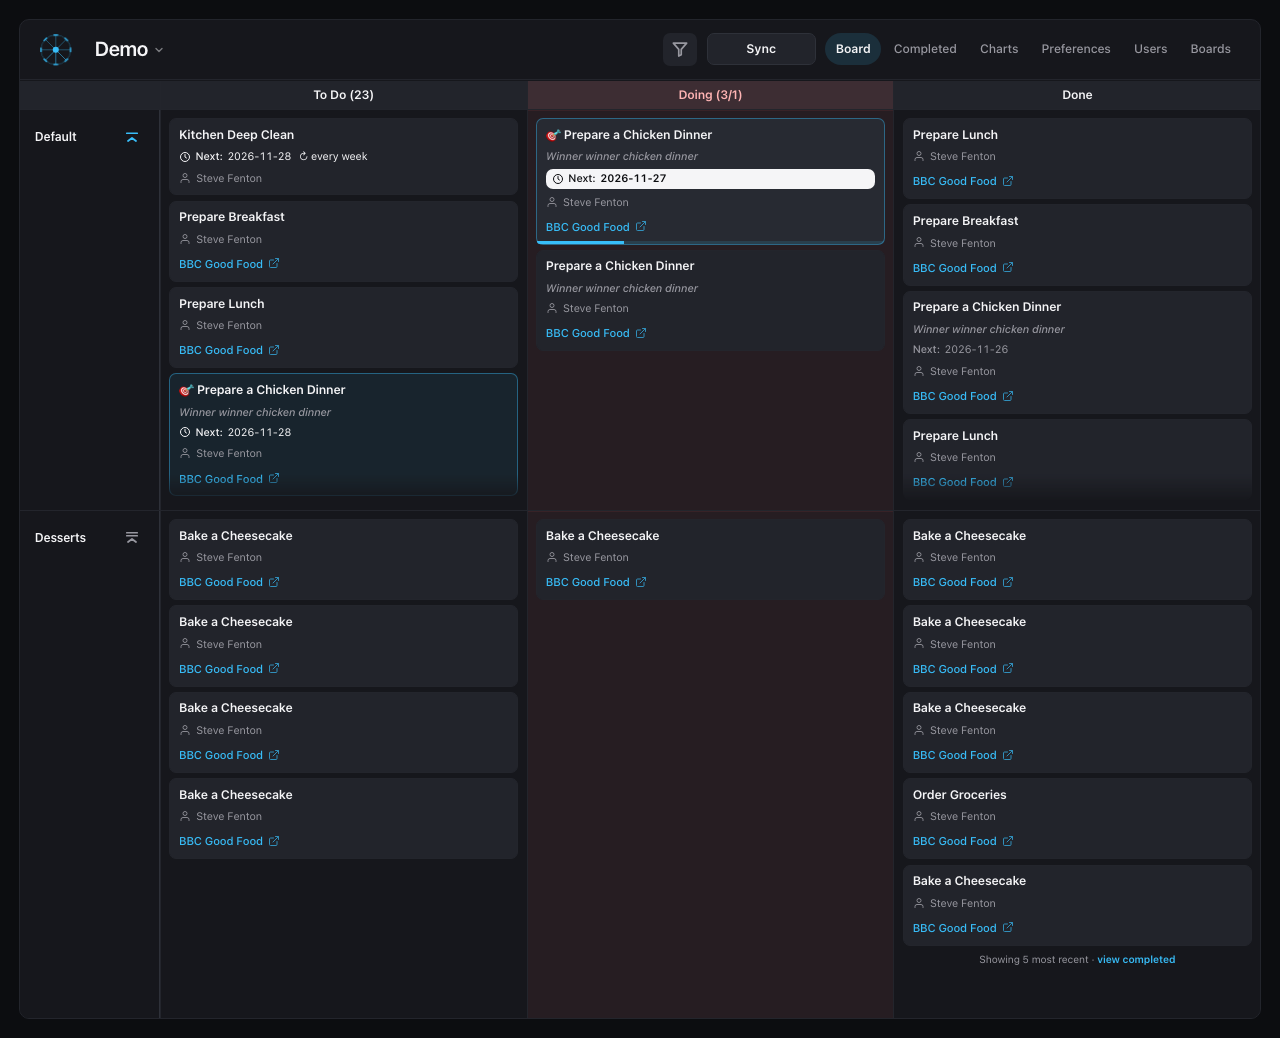 Demo
Sync
Board
Completed
Charts
Preferences
Users
Boards
To Do (23)
Doing (3/1)
Done
Default
Kitchen Deep Clean
Next: 2026-11-28 every week
Steve Fenton
Prepare Breakfast
Steve Fenton
BBC Good Food
Prepare Lunch
Steve Fenton
BBC Good Food
Prepare a Chicken Dinner
Winner winner chicken dinner
Next: 2026-11-28
Steve Fenton
BBC Good Food
Prepare a Chicken Dinner
Winner winner chicken dinner
Next: 2026-11-27
Steve Fenton
BBC Good Food
Prepare a Chicken Dinner
Winner winner chicken dinner
Steve Fenton
BBC Good Food
Prepare Lunch
Steve Fenton
BBC Good Food
Prepare Breakfast
Steve Fenton
BBC Good Food
Prepare a Chicken Dinner
Winner winner chicken dinner
Next: 2026-11-26
Steve Fenton
BBC Good Food
Prepare Lunch
Steve Fenton
BBC Good Food
Desserts
Bake a Cheesecake
Steve Fenton
BBC Good Food
Bake a Cheesecake
Steve Fenton
BBC Good Food
Bake a Cheesecake
Steve Fenton
BBC Good Food
Bake a Cheesecake
Steve Fenton
BBC Good Food
Bake a Cheesecake
Steve Fenton
BBC Good Food
Bake a Cheesecake
Steve Fenton
BBC Good Food
Bake a Cheesecake
Steve Fenton
BBC Good Food
Bake a Cheesecake
Steve Fenton
BBC Good Food
Order Groceries
Steve Fenton
BBC Good Food
Bake a Cheesecake
Steve Fenton
BBC Good Food
Showing 5 most recent - view completed